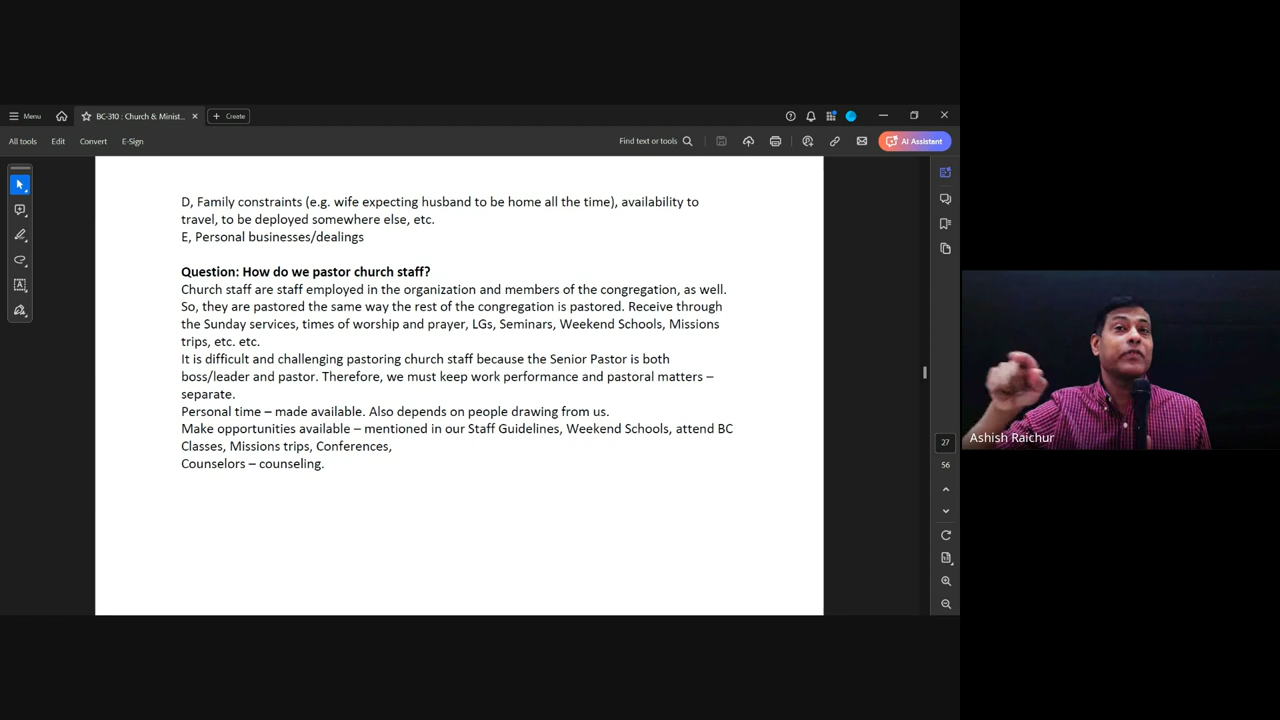 Menu
BC-310 : Church & Minist...
Create
All tools
Edit
Convert
E-Sign
Find text or tools
AI Assistant
D, Family constraints (e.g. wife expecting husband to be home all the time), availability to
travel, to be deployed somewhere else, etc.
E, Personal businesses/dealings
Question: How do we pastor church staff?
Church staff are staff employed in the organization and members of the congregation, as well.
So, they are pastored the same way the rest of the congregation is pastored. Receive through
the Sunday services, times of worship and prayer, LGs, Seminars, Weekend Schools, Missions
trips, etc. etc.
It is difficult and challenging pastoring church staff because the Senior Pastor is both
boss/leader and pastor. Therefore, we must keep work performance and pastoral matters –
separate.
Personal time – made available. Also depends on people drawing from us.
Make opportunities available – mentioned in our Staff Guidelines, Weekend Schools, attend BC
Classes, Missions trips, Conferences,
Counselors – counseling.
27
56
Ashish Raichur